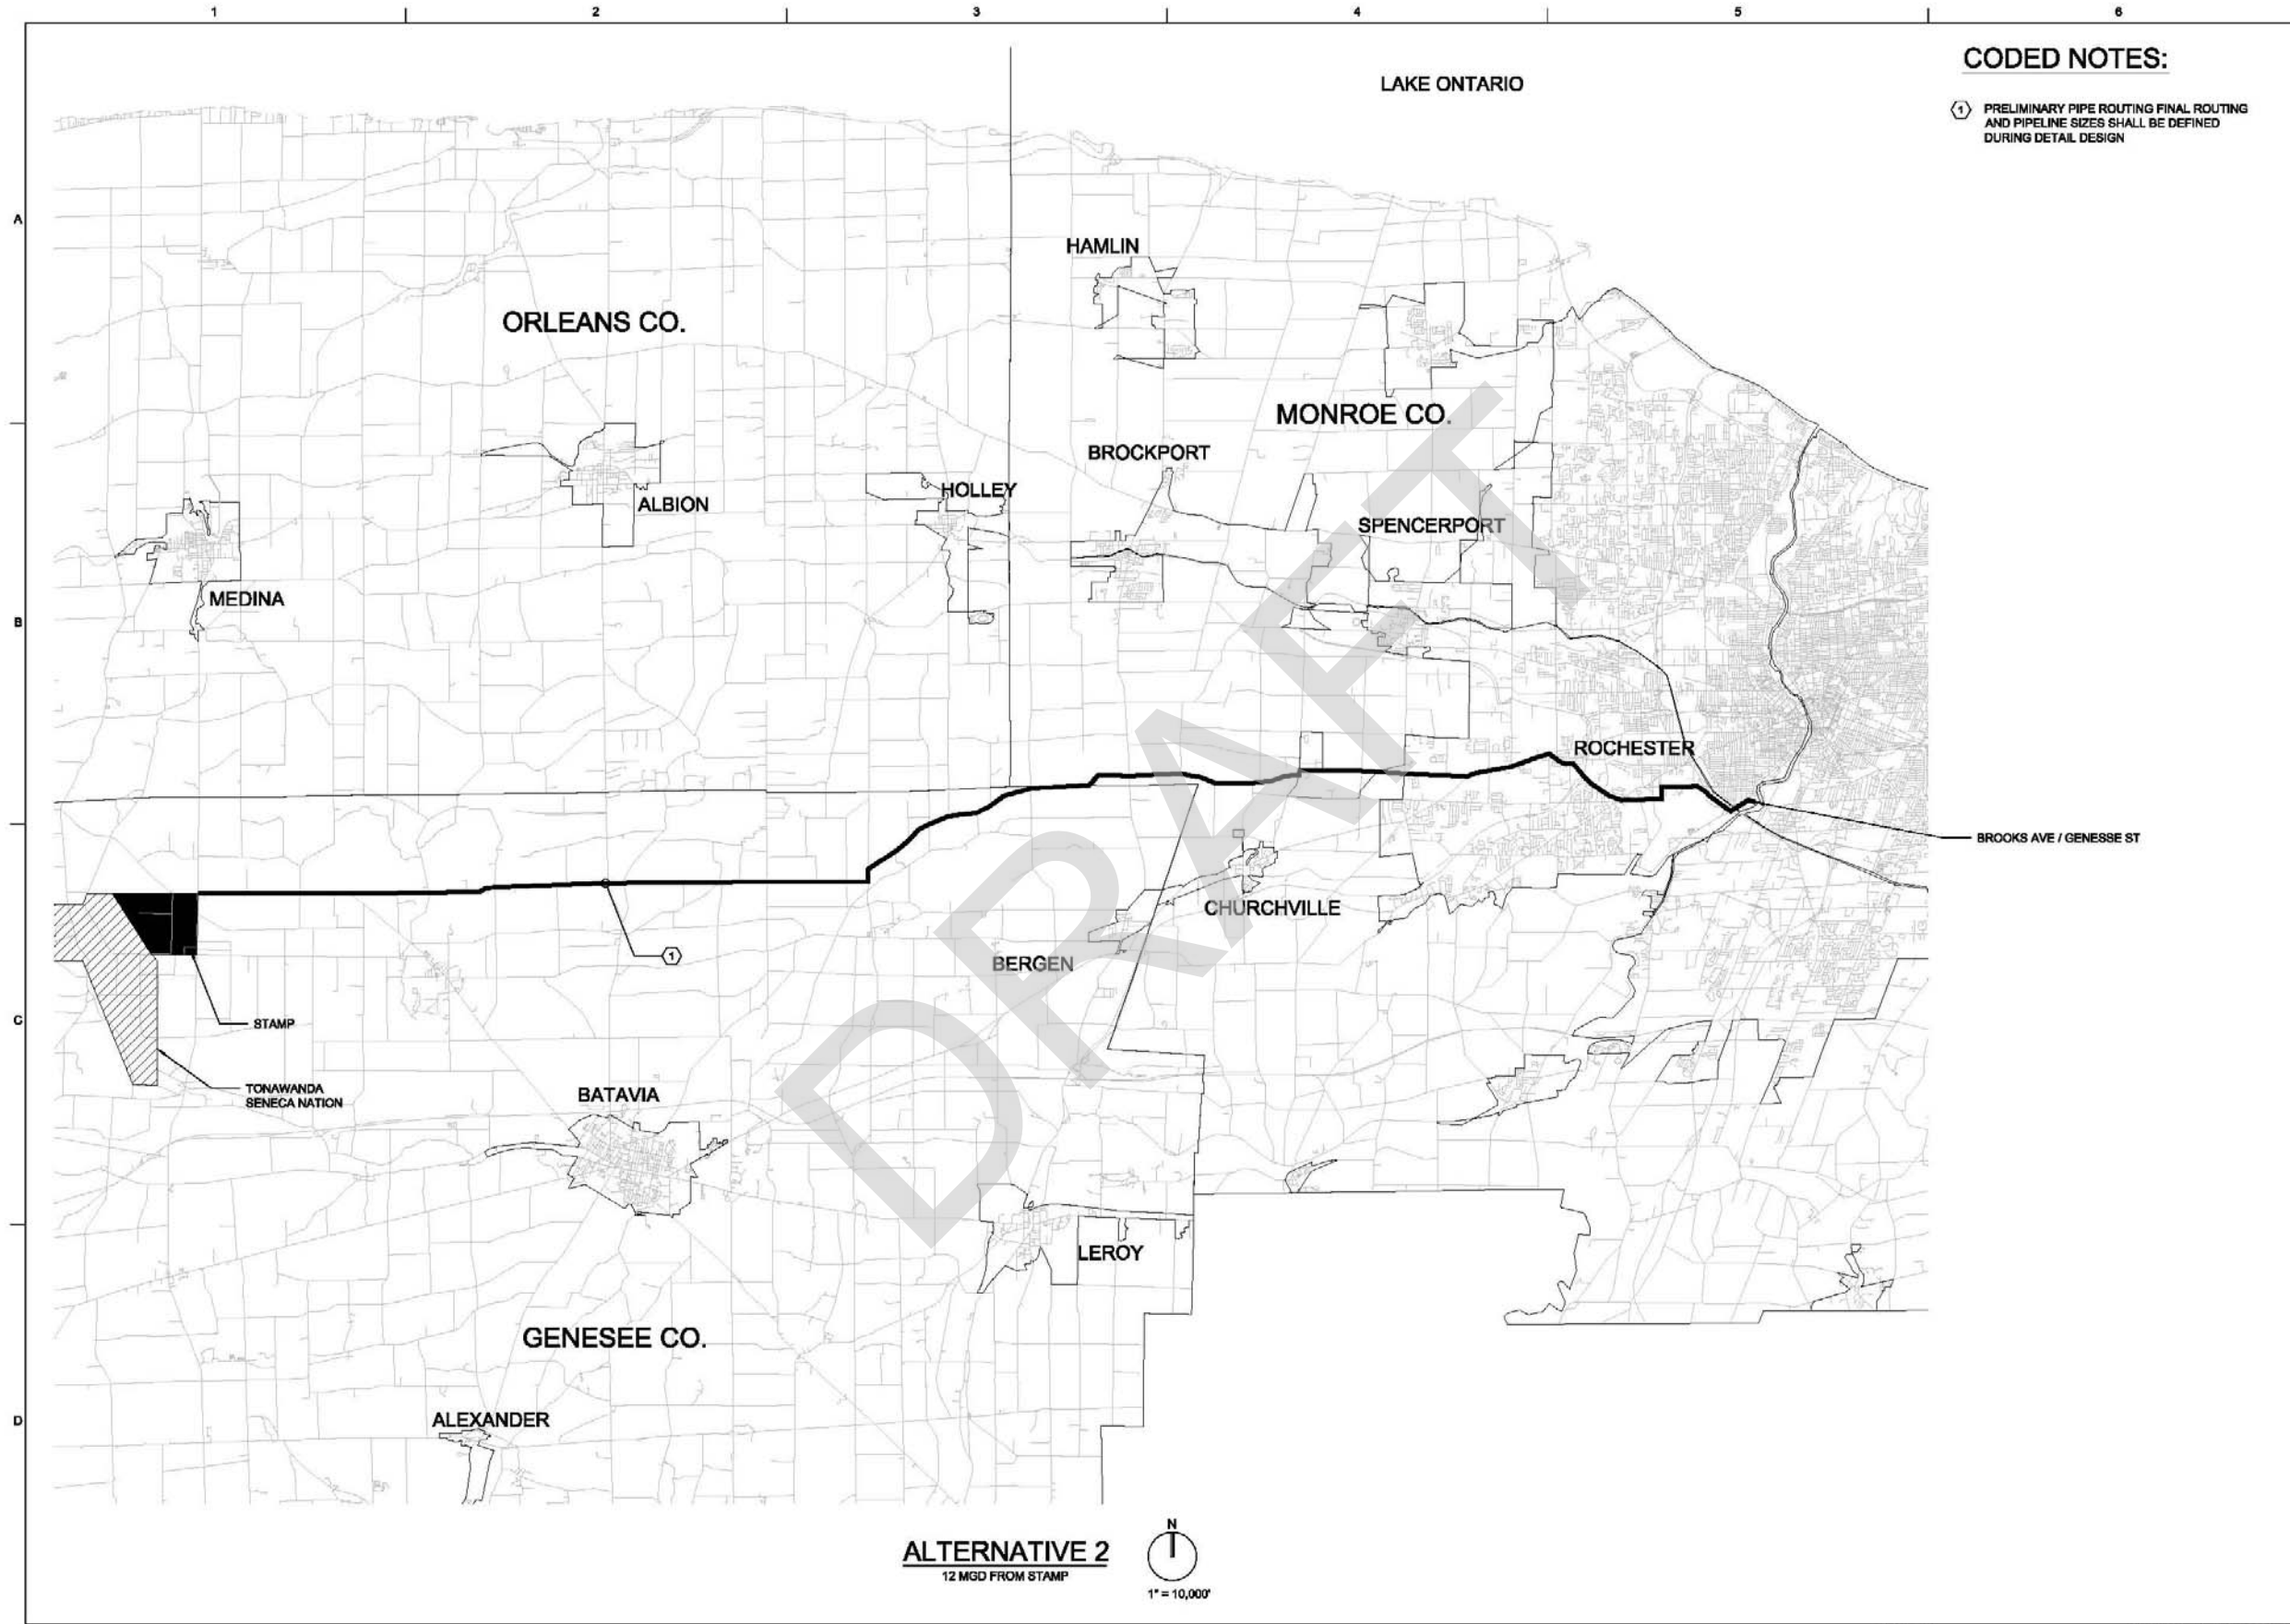 1 2 3 4 5 6
CODED NOTES:
1 PRELIMINARY PIPE ROUTING FINAL ROUTING
AND PIPELINE SIZES SHALL BE DEFINED
DURING DETAIL DESIGN
LAKE ONTARIO
A
HAMLIN
ORLEANS CO.
MONROE CO.
BROCKPORT
HOLLEY
ALBION
SPENCERPORT
MEDINA
B
ROCHESTER
BROOKS AVE / GENESSE ST
CHURCHVILLE
1
BERGEN
C
STAMP
TONAWANDA
SENECA NATION
BATAVIA
LEROY
GENESEE CO.
D
ALEXANDER
DRAFT
ALTERNATIVE 2
12 MGD FROM STAMP
N
1" = 10,000'